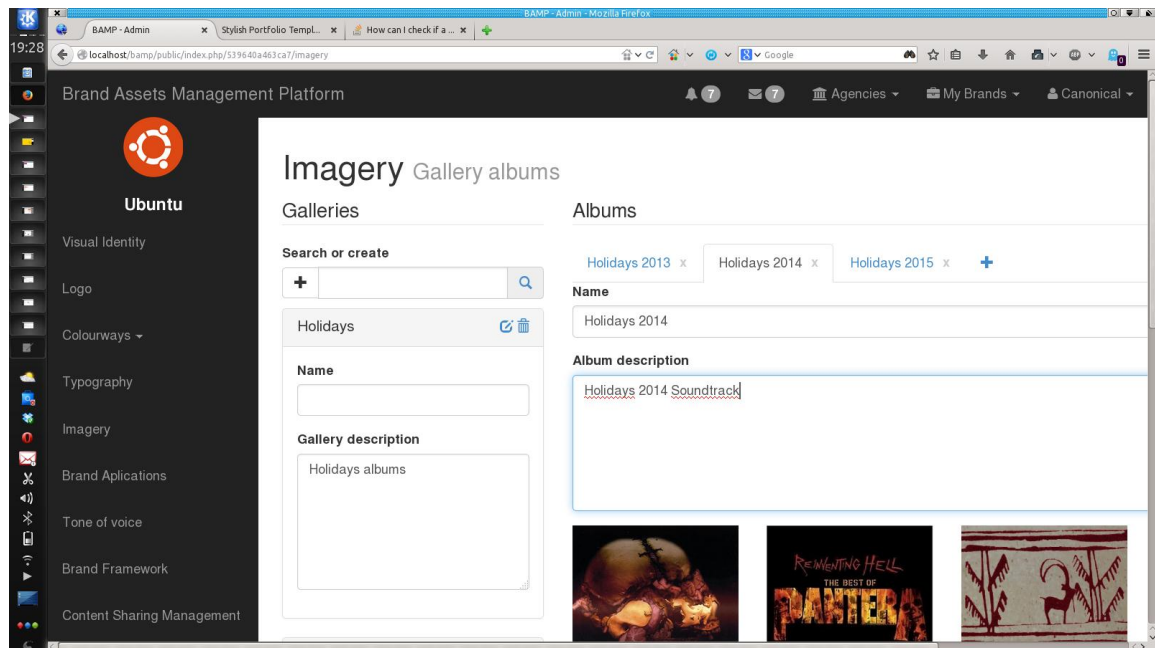 BAMP - Admin - Mozilla Firefox
BAMP - Admin x Stylish Portfolio Templ... x How can I check if a ... x
19:28
localhost/bamp/public/index.php/539640a463ca7/imagery Google 0
Brand Assets Management Platform 7 7 Agencies My Brands Canonical
Ubuntu
Visual Identity
Logo
Colourways
Typography
Imagery
Brand Aplications
Tone of voice
Brand Framework
Content Sharing Management
Imagery Gallery albums
Galleries
Search or create
Holidays
Name
Gallery description
Holidays albums
Albums
Holidays 2013 x Holidays 2014 x Holidays 2015 x
Name
Holidays 2014
Album description
Holidays 2014 Soundtrack
REINVENTING HELL
THE BEST OF
PANTERA